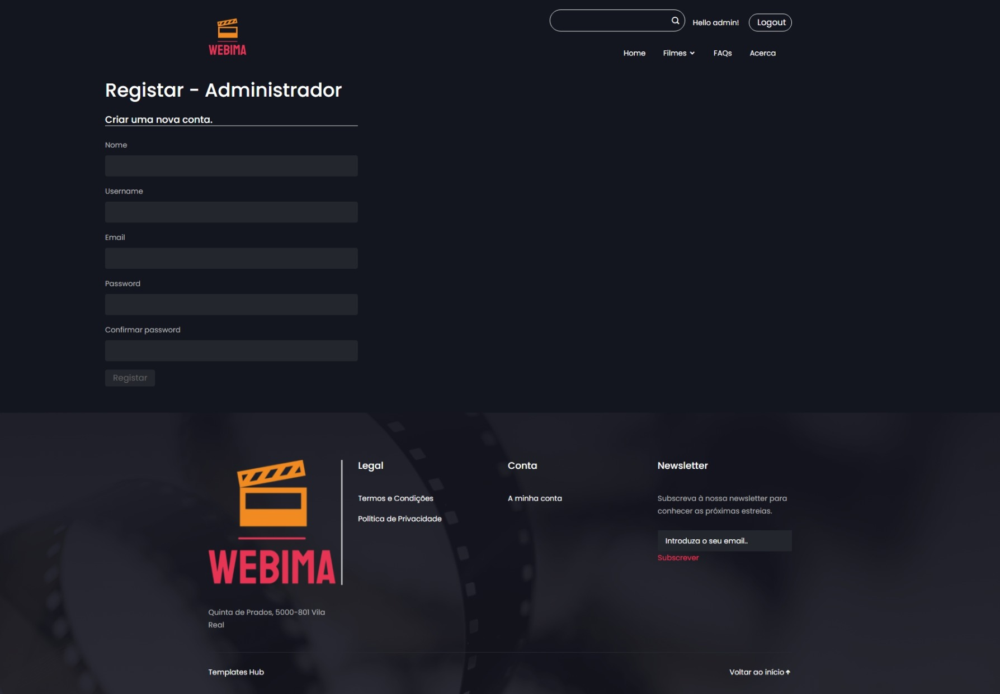 WEBIMA
Hello admin!
Logout
Home
Filmes
FAQs
Acerca
Registar - Administrador
Criar uma nova conta.
Nome
Username
Email
Password
Confirmar password
Registar
WEBIMA
Quinta de Prados, 5000-801 Vila
Real
Legal
Termos e Condições
Política de Privacidade
Conta
A minha conta
Newsletter
Subscreva à nossa newsletter para
conhecer as próximas estreias.
Introduza o seu email..
Subscrever
Templates Hub
Voltar ao início